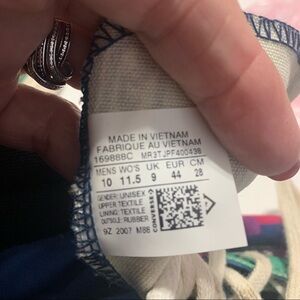 MADE IN VIETNAM
FABRIQUE AU VIETNAM
169888C MR3TJPF400438
MENS WO'S UK EUR CM
10 11.5 9 44 28
GENDER: UNISEX
UPPER: TEXTILE
LINING: TEXTILE
OUTSOLE: RUBBER
9Z 2007 M88
CONVERSE